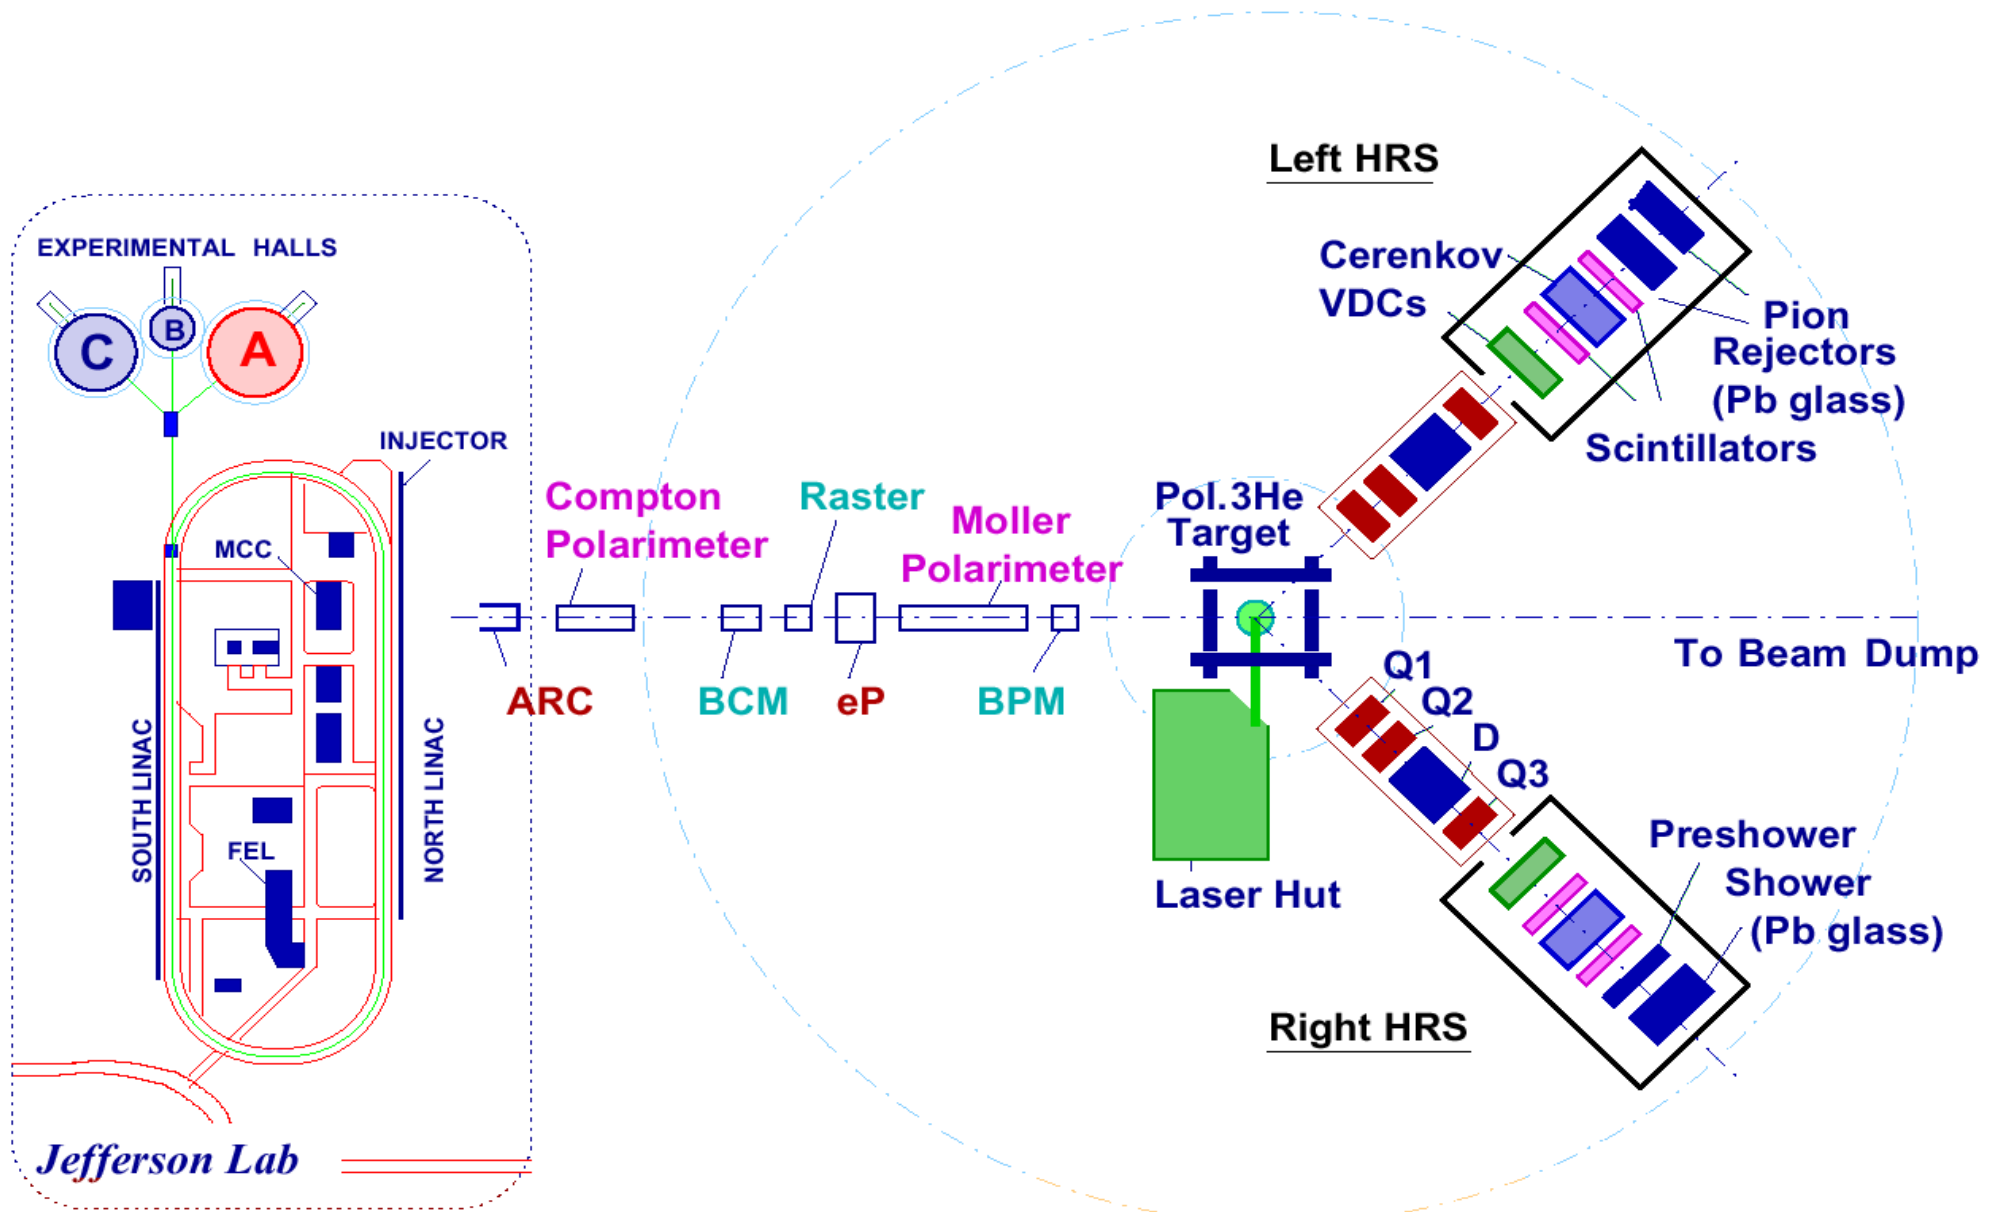 EXPERIMENTAL HALLS
C
B
A
INJECTOR
MCC
SOUTH LINAC
NORTH LINAC
FEL
Jefferson Lab
Compton
Polarimeter
Raster
Moller
Polarimeter
ARC
BCM
eP
BPM
Pol.3He
Target
Laser Hut
Left HRS
Cerenkov
VDCs
Pion
Rejectors
(Pb glass)
Scintillators
To Beam Dump
Q1
Q2
D
Q3
Preshower
Shower
(Pb glass)
Right HRS